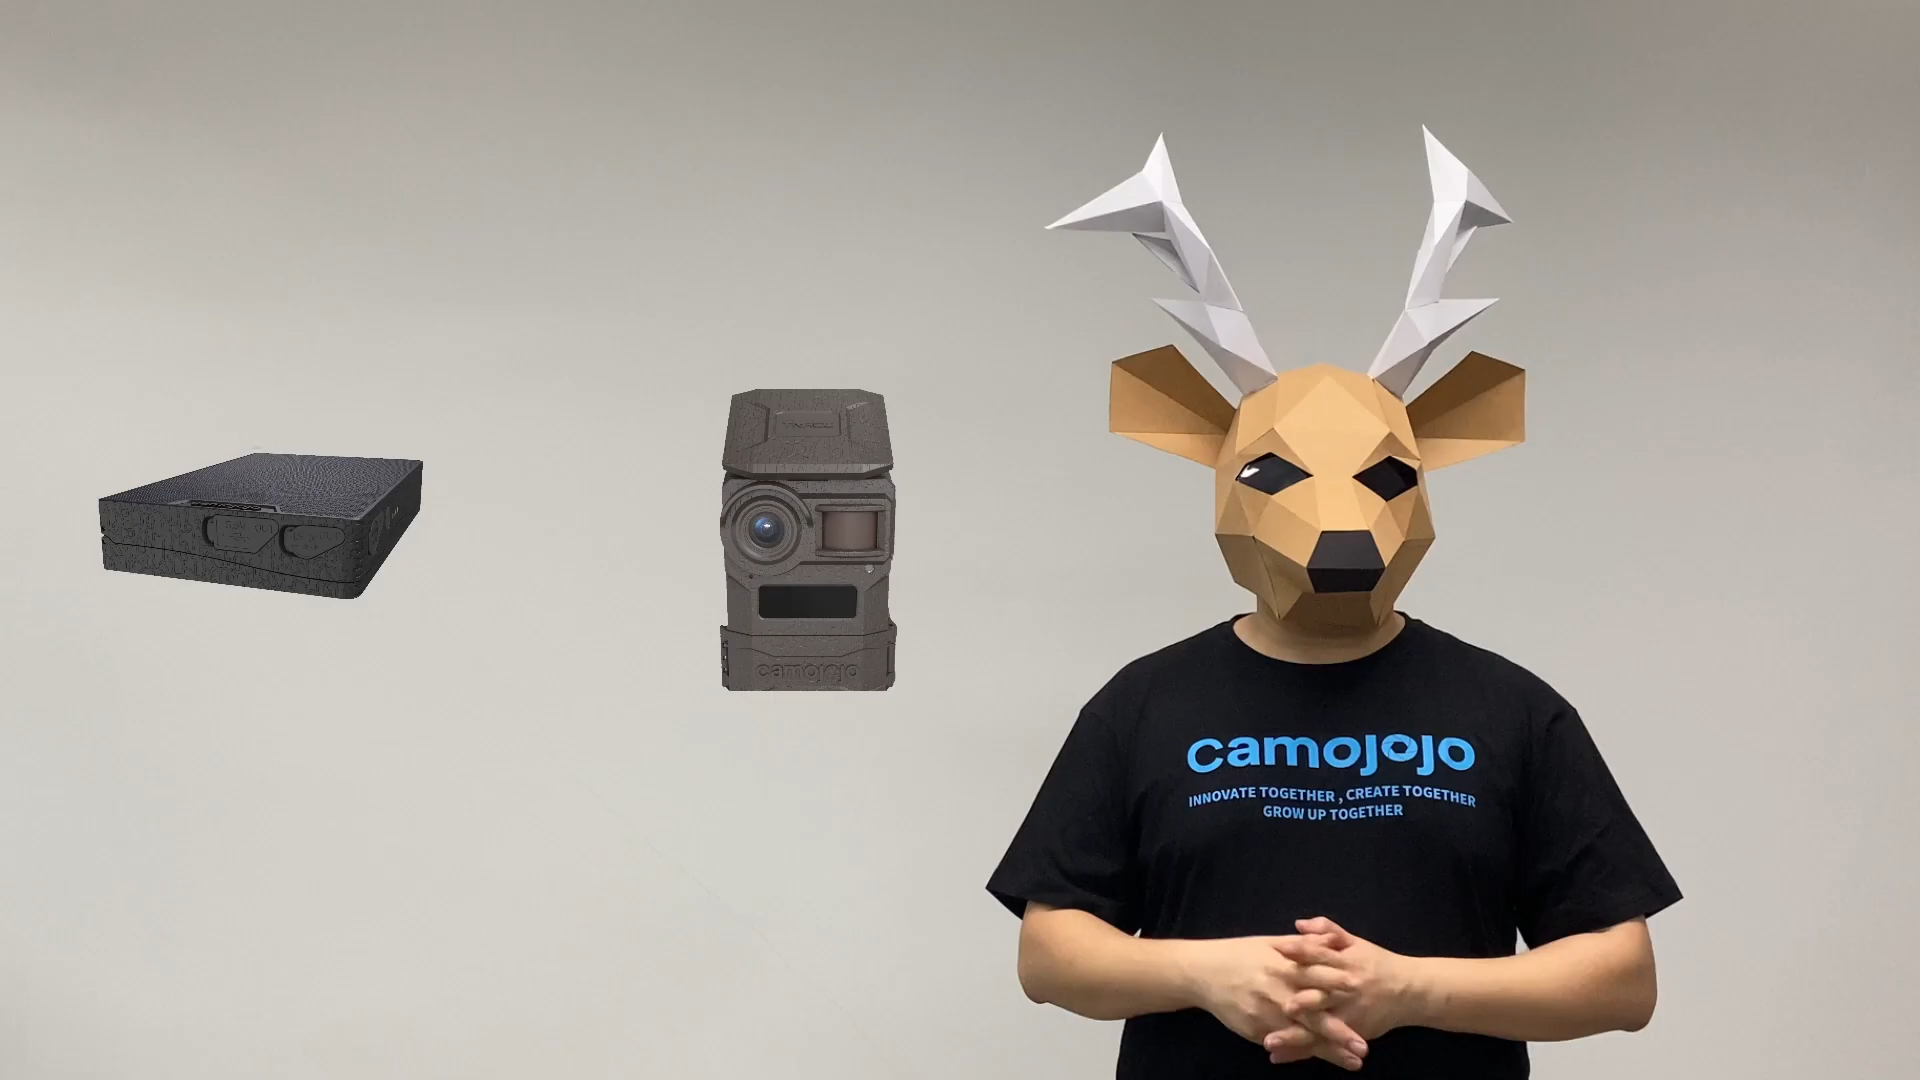 camojojo
camojojo
INNOVATE TOGETHER , CREATE TOGETHER
GROW UP TOGETHER